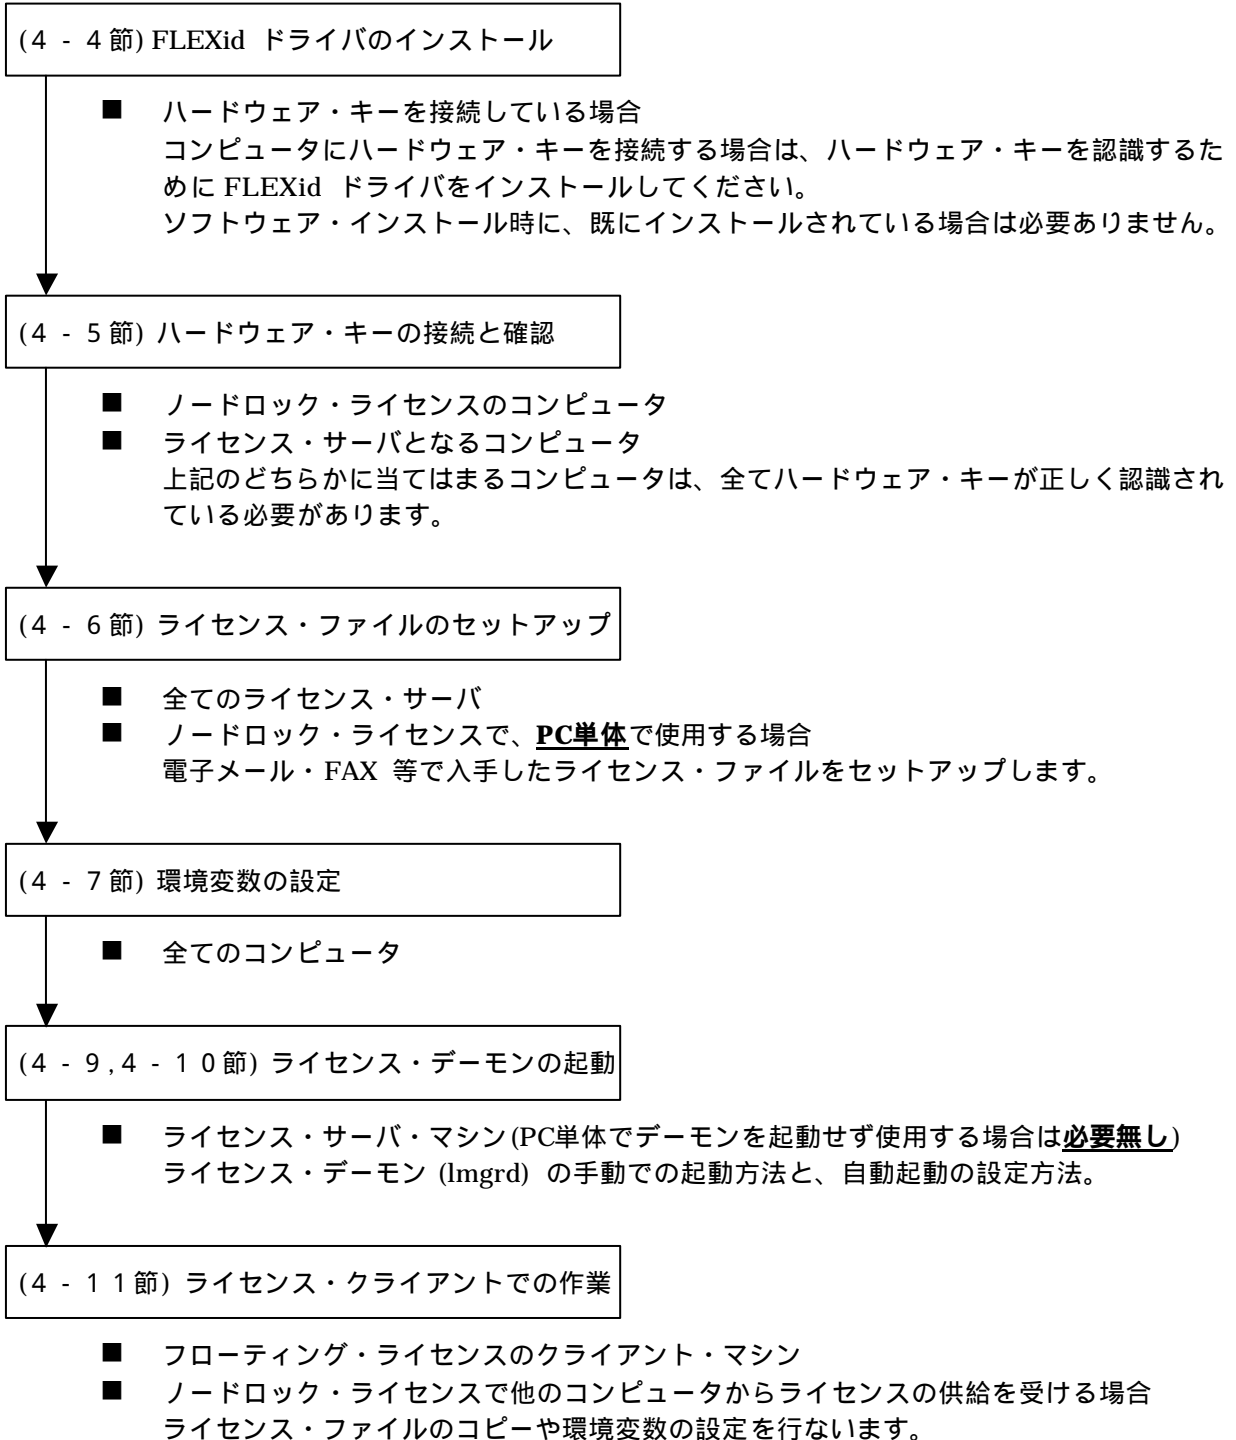 (4 - 4節) FLEXid ドライバのインストール
■ ハードウェア・キーを接続している場合
コンピュータにハードウェア・キーを接続する場合は、ハードウェア・キーを認識するた
めに FLEXid ドライバをインストールしてください。
ソフトウェア・インストール時に、既にインストールされている場合は必要ありません。
(4 - 5節) ハードウェア・キーの接続と確認
■ ノードロック・ライセンスのコンピュータ
■ ライセンス・サーバとなるコンピュータ
上記のどちらかに当てはまるコンピュータは、全てハードウェア・キーが正しく認識され
ている必要があります。
(4 - 6節) ライセンス・ファイルのセットアップ
■ 全てのライセンス・サーバ
■ ノードロック・ライセンスで、PC単体で使用する場合
電子メール・FAX 等で入手したライセンス・ファイルをセットアップします。
(4 - 7節) 環境変数の設定
■ 全てのコンピュータ
(4 - 9,4 - 10節) ライセンス・デーモンの起動
■ ライセンス・サーバ・マシン(PC単体でデーモンを起動せず使用する場合は必要無し)
ライセンス・デーモン (lmgrd) の手動での起動方法と、自動起動の設定方法。
(4 - 11節) ライセンス・クライアントでの作業
■ フローティング・ライセンスのクライアント・マシン
■ ノードロック・ライセンスで他のコンピュータからライセンスの供給を受ける場合
ライセンス・ファイルのコピーや環境変数の設定を行ないます。